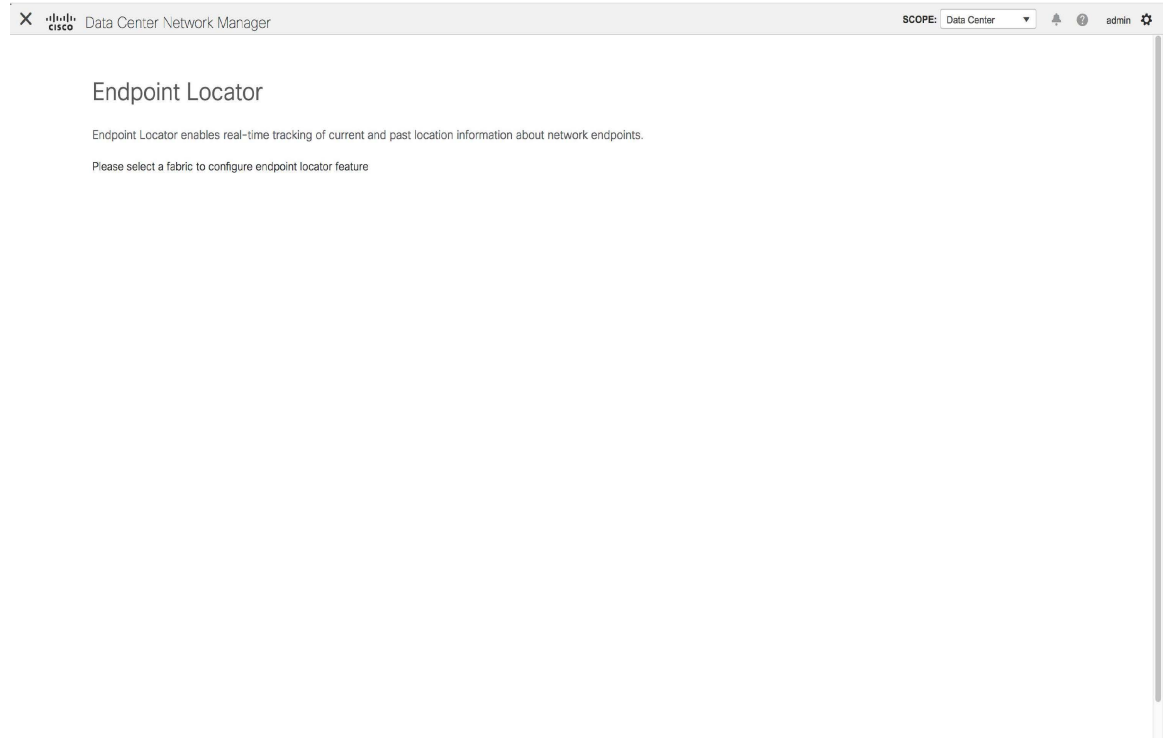 cisco
Data Center Network Manager
SCOPE: Data Center
admin
Endpoint Locator
Endpoint Locator enables real-time tracking of current and past location information about network endpoints.
Please select a fabric to configure endpoint locator feature